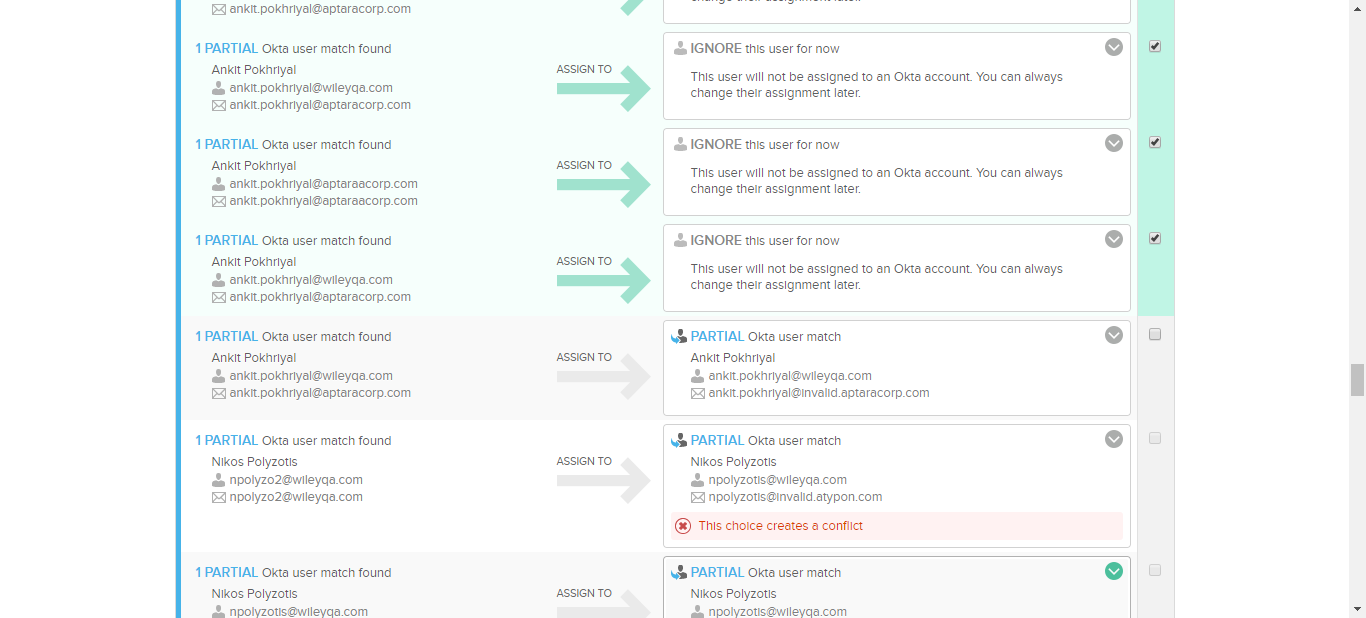 ankit.pokhriyal@aptaracorp.com
1 PARTIAL Okta user match found
Ankit Pokhriyal
ankit.pokhriyal@wileyqa.com
ankit.pokhriyal@aptaracorp.com
ASSIGN TO
IGNORE this user for now
This user will not be assigned to an Okta account. You can always
change their assignment later.
1 PARTIAL Okta user match found
Ankit Pokhriyal
ankit.pokhriyal@aptaraacorp.com
ankit.pokhriyal@aptaraacorp.com
ASSIGN TO
IGNORE this user for now
This user will not be assigned to an Okta account. You can always
change their assignment later.
1 PARTIAL Okta user match found
Ankit Pokhriyal
ankit.pokhriyal@wileyqa.com
ankit.pokhriyal@aptaracorp.com
ASSIGN TO
IGNORE this user for now
This user will not be assigned to an Okta account. You can always
change their assignment later.
1 PARTIAL Okta user match found
Ankit Pokhriyal
ankit.pokhriyal@wileyqa.com
ankit.pokhriyal@aptaracorp.com
ASSIGN TO
PARTIAL Okta user match
Ankit Pokhriyal
ankit.pokhriyal@wileyqa.com
ankit.pokhriyal@invalid.aptaracorp.com
1 PARTIAL Okta user match found
Nikos Polyzotis
npolyzo2@wileyqa.com
npolyzo2@wileyqa.com
ASSIGN TO
PARTIAL Okta user match
Nikos Polyzotis
npolyzotis@wileyqa.com
npolyzotis@invalid.atypon.com
This choice creates a conflict
1 PARTIAL Okta user match found
Nikos Polyzotis
npolyzotis@wileyqa.com
ASSIGN TO
PARTIAL Okta user match
Nikos Polyzotis
npolyzotis@wileyqa.com